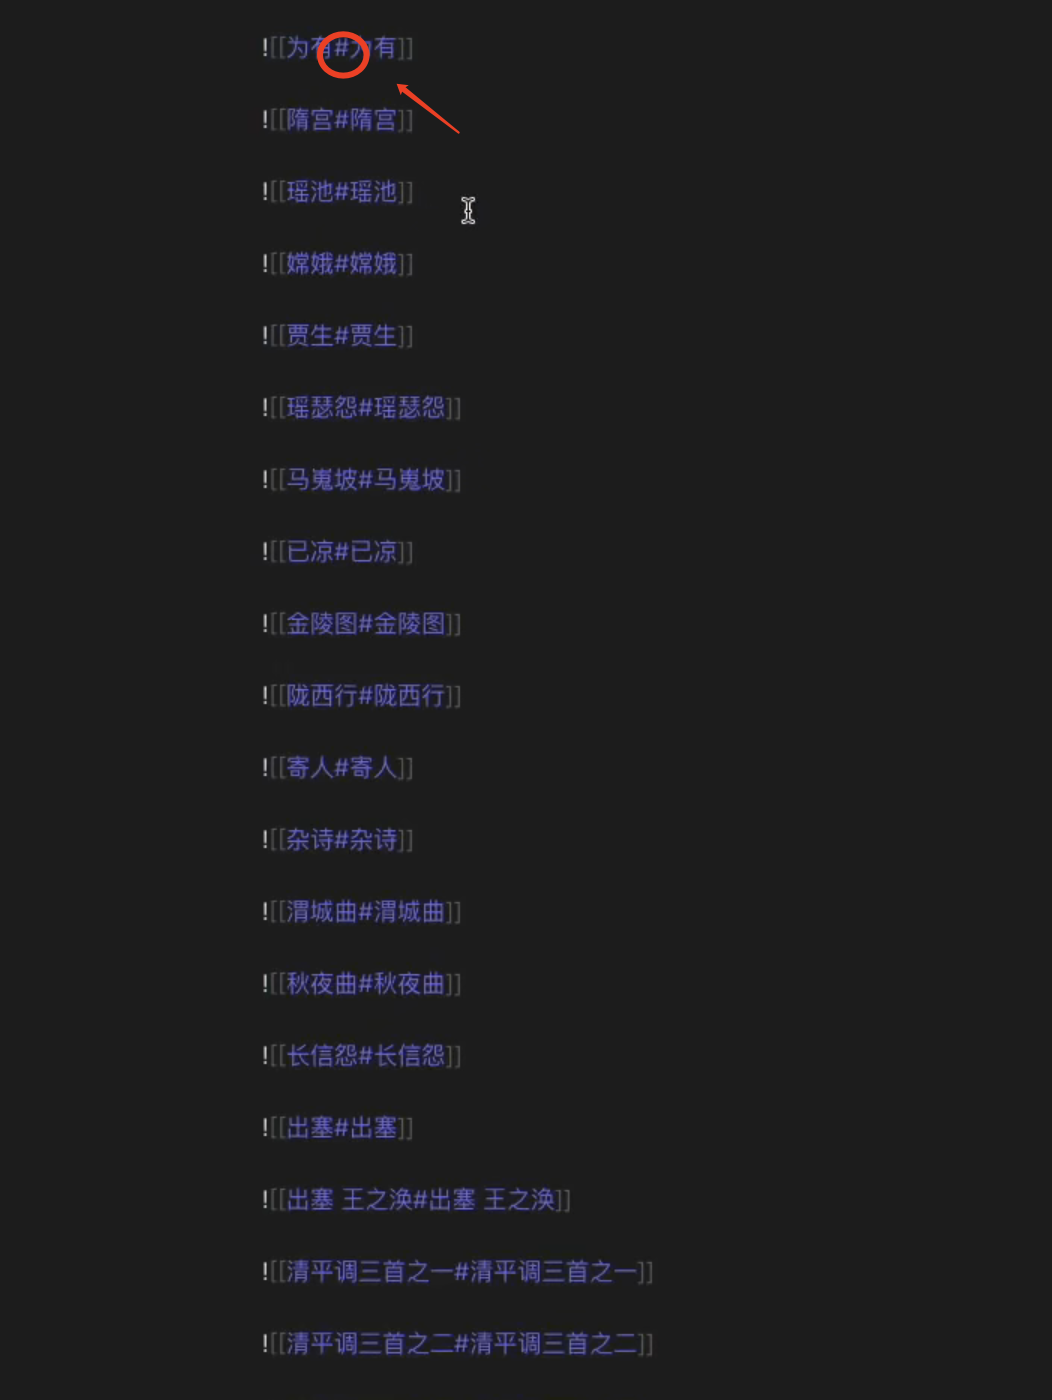 ![[为有#为有]]
![[隋宫#隋宫]]
![[瑶池#瑶池]]
![[嫦娥#嫦娥]]
![[贾生#贾生]]
![[瑶瑟怨#瑶瑟怨]]
![[马嵬坡#马嵬坡]]
![[已凉#已凉]]
![[金陵图#金陵图]]
![[陇西行#陇西行]]
![[寄人#寄人]]
![[杂诗#杂诗]]
![[渭城曲#渭城曲]]
![[秋夜曲#秋夜曲]]
![[长信怨#长信怨]]
![[出塞#出塞]]
![[出塞 王之涣#出塞 王之涣]]
![[清平调三首之一#清平调三首之一]]
![[清平调三首之二#清平调三首之二]]